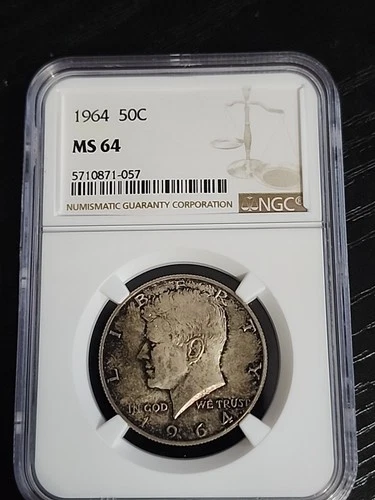 1964 50C
MS 64
5710871-057
NUMISMATIC GUARANTY CORPORATION
NGC
LIBERTY
IN GOD WE TRUST
1964